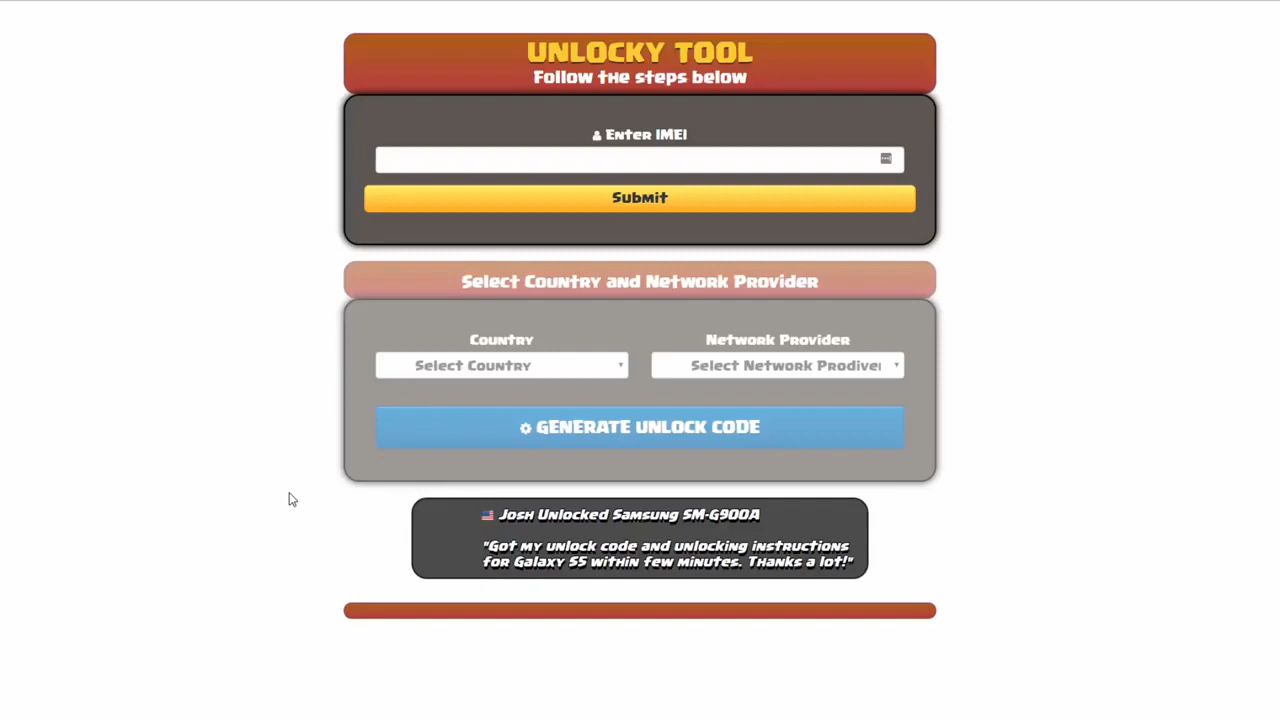 UNLOCKY TOOL
Follow the steps below
Enter IMEI
Submit
Select Country and Network Provider
Country
Network Provider
Select Country
Select Network Prodiver
GENERATE UNLOCK CODE
Josh Unlocked Samsung SM-G900A
"Got my unlock code and unlocking instructions
for Galaxy S5 within few minutes. Thanks a lot!"